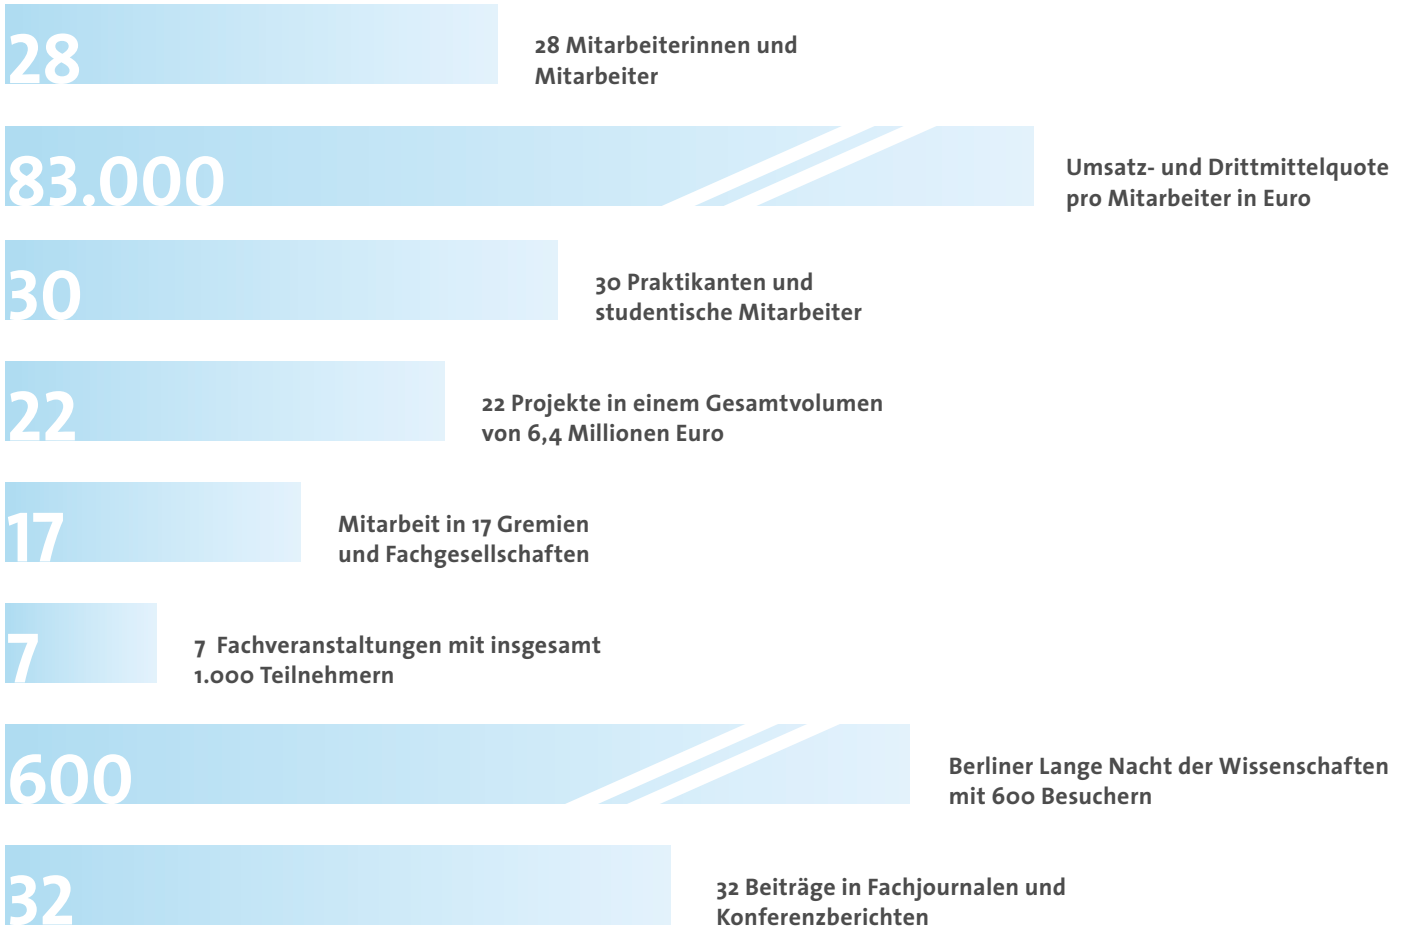 28
28 Mitarbeiterinnen und
Mitarbeiter
83.000
Umsatz- und Drittmittelquote
pro Mitarbeiter in Euro
30
30 Praktikanten und
studentische Mitarbeiter
22
22 Projekte in einem Gesamtvolumen
von 6,4 Millionen Euro
17
Mitarbeit in 17 Gremien
und Fachgesellschaften
7
7 Fachveranstaltungen mit insgesamt
1.000 Teilnehmern
600
Berliner Lange Nacht der Wissenschaften
mit 600 Besuchern
32
32 Beiträge in Fachjournalen und
Konferenzberichten